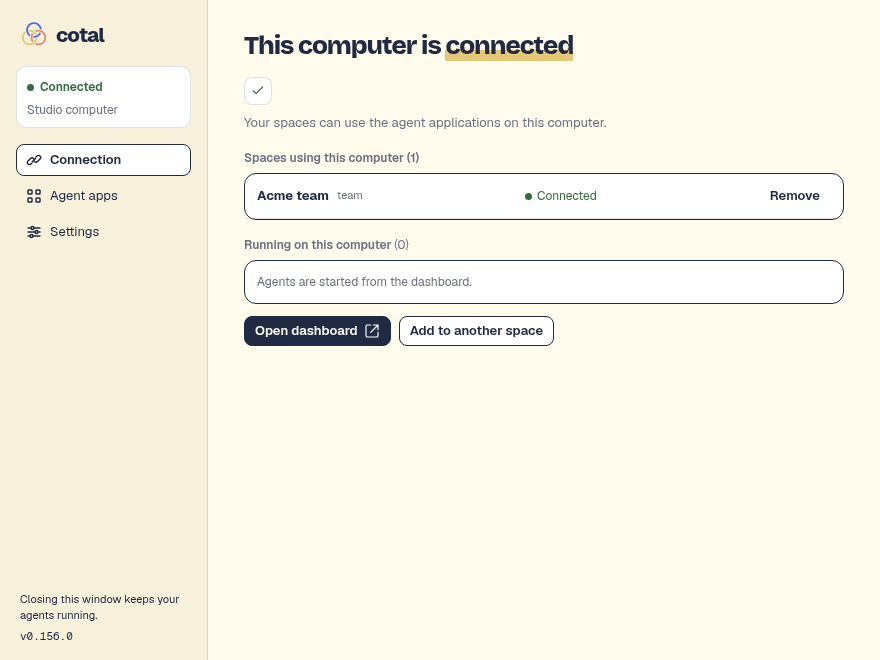 cotal
Connected
Studio computer
Connection
Agent apps
Settings
Closing this window keeps your
agents running.
v0.156.0
This computer is connected
Your spaces can use the agent applications on this computer.
Spaces using this computer (1)
Acme team team Connected Remove
Running on this computer (0)
Agents are started from the dashboard.
Open dashboard Add to another space